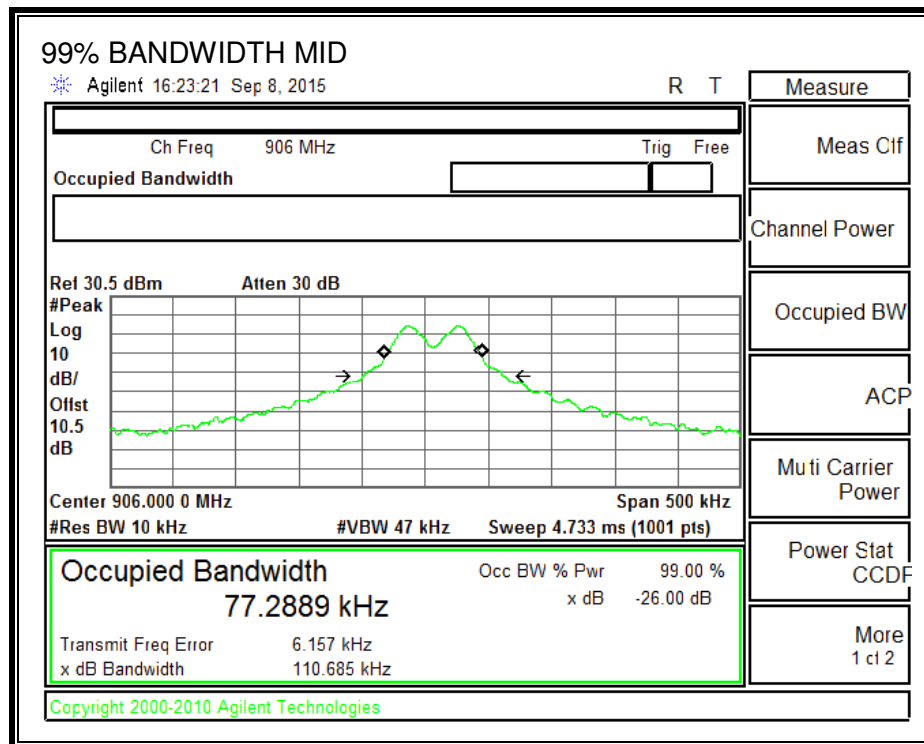 99% BANDWIDTH MID
Agilent 16:23:21 Sep 8, 2015 R T
Measure
Ch Freq 906 MHz Trig Free
Occupied Bandwidth
Meas Off
Channel Power
Occupied BW
ACP
Multi Carrier
Power
Power Stat
CCDF
More
1 of 2
Ref 30.5 dBm Atten 30 dB
#Peak
Log
10
dB/
Offst
10.5
dB
Center 906.000 0 MHz Span 500 kHz
#Res BW 10 kHz #VBW 47 kHz Sweep 4.733 ms (1001 pts)
Occupied Bandwidth
77.2889 kHz
Occ BW % Pwr 99.00 %
x dB -26.00 dB
Transmit Freq Error 6.157 kHz
x dB Bandwidth 110.685 kHz
Copyright 2000-2010 Agilent Technologies